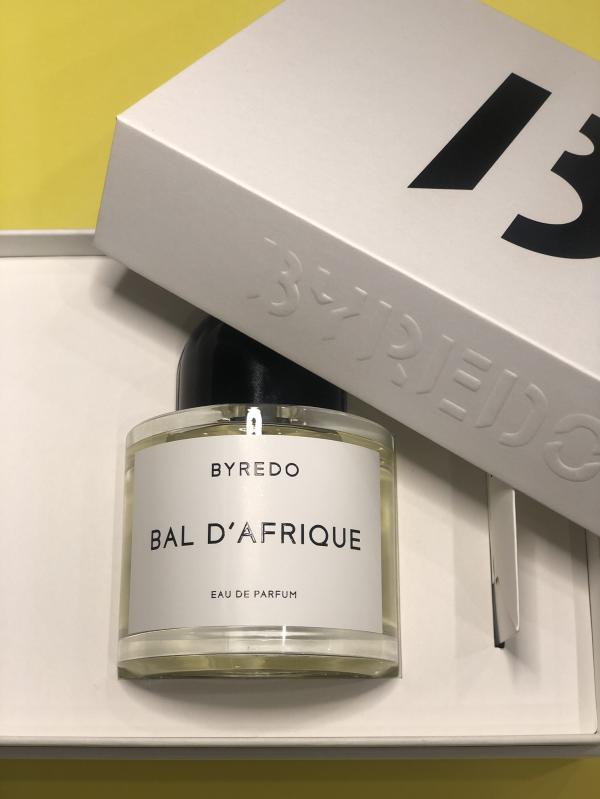 B
BYREDO
BYREDO
BAL D'AFRIQUE
EAU DE PARFUM